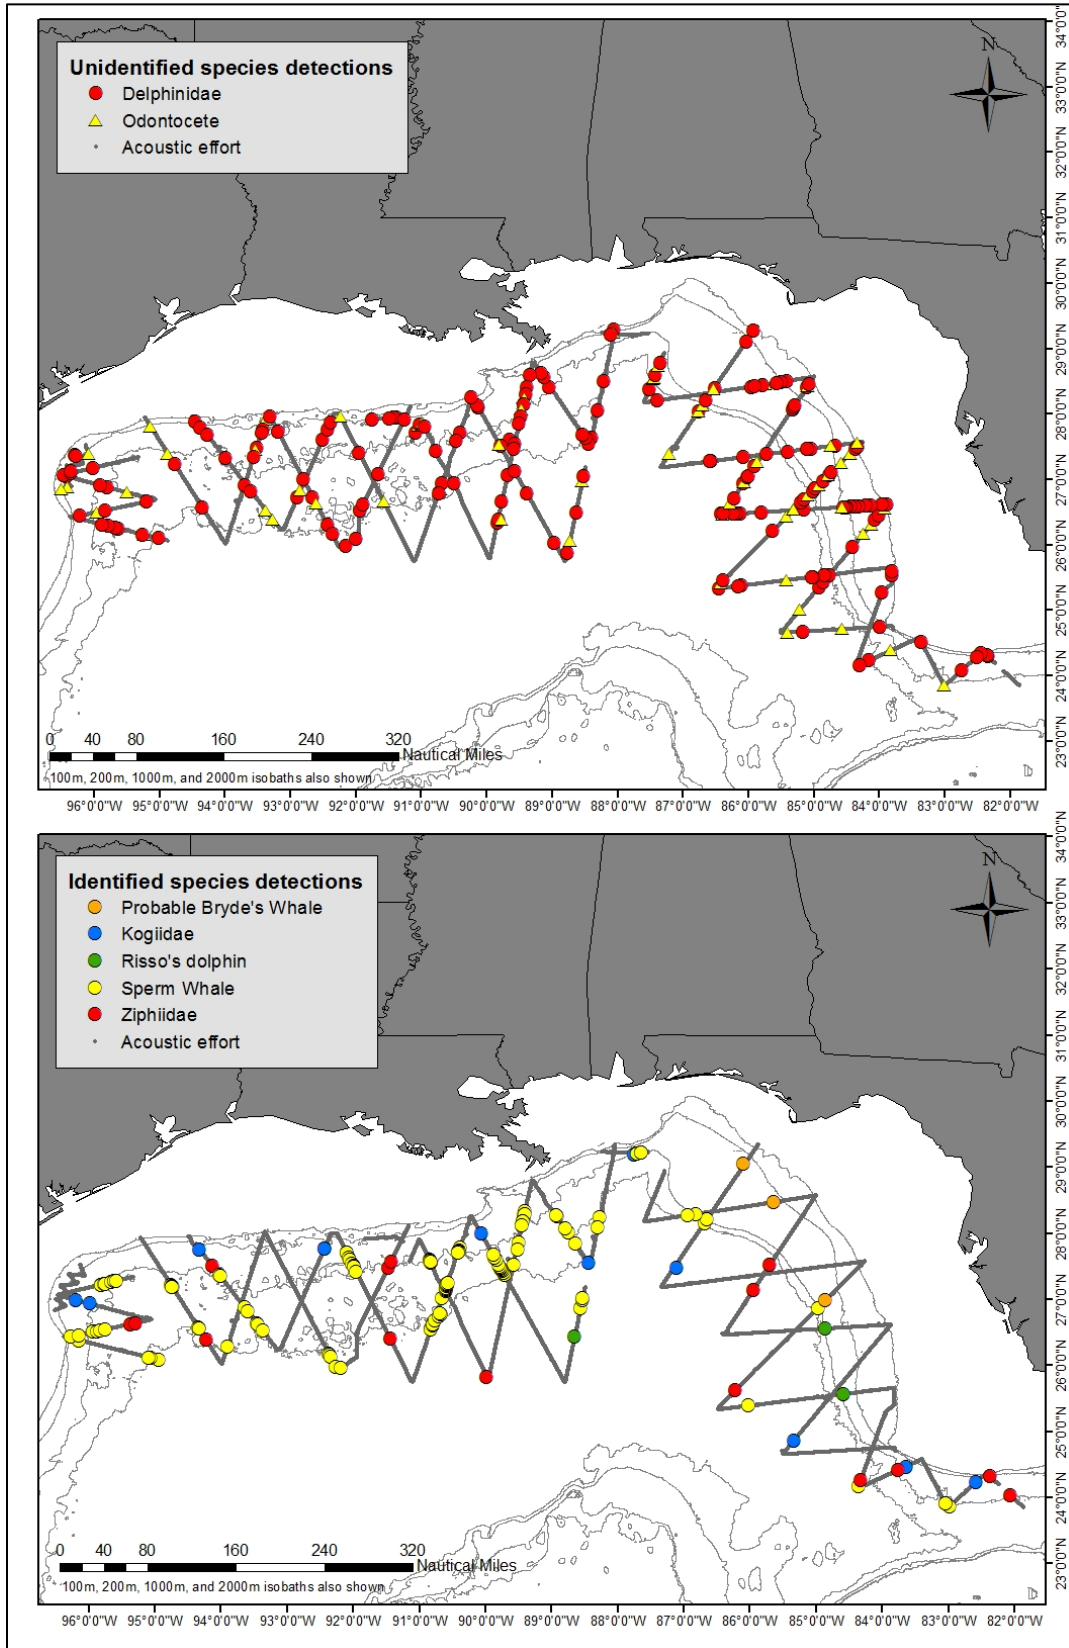 Unidentified species detections
Delphinidae
Odontocete
Acoustic effort
N
34°0'0"N
33°0'0"N
32°0'0"N
31°0'0"N
30°0'0"N
29°0'0"N
28°0'0"N
27°0'0"N
26°0'0"N
25°0'0"N
24°0'0"N
23°0'0"N
0 40 80 160 240 320
Nautical Miles
100m, 200m, 1000m, and 2000m isobaths also shown
96°0'0"W 95°0'0"W 94°0'0"W 93°0'0"W 92°0'0"W 91°0'0"W 90°0'0"W 89°0'0"W 88°0'0"W 87°0'0"W 86°0'0"W 85°0'0"W 84°0'0"W 83°0'0"W 82°0'0"W
Identified species detections
Probable Bryde's Whale
Kogiidae
Risso's dolphin
Sperm Whale
Ziphiidae
Acoustic effort
N
34°0'0"N
33°0'0"N
32°0'0"N
31°0'0"N
30°0'0"N
29°0'0"N
28°0'0"N
27°0'0"N
26°0'0"N
25°0'0"N
24°0'0"N
23°0'0"N
0 40 80 160 240 320
Nautical Miles
100m, 200m, 1000m, and 2000m isobaths also shown
96°0'0"W 95°0'0"W 94°0'0"W 93°0'0"W 92°0'0"W 91°0'0"W 90°0'0"W 89°0'0"W 88°0'0"W 87°0'0"W 86°0'0"W 85°0'0"W 84°0'0"W 83°0'0"W 82°0'0"W